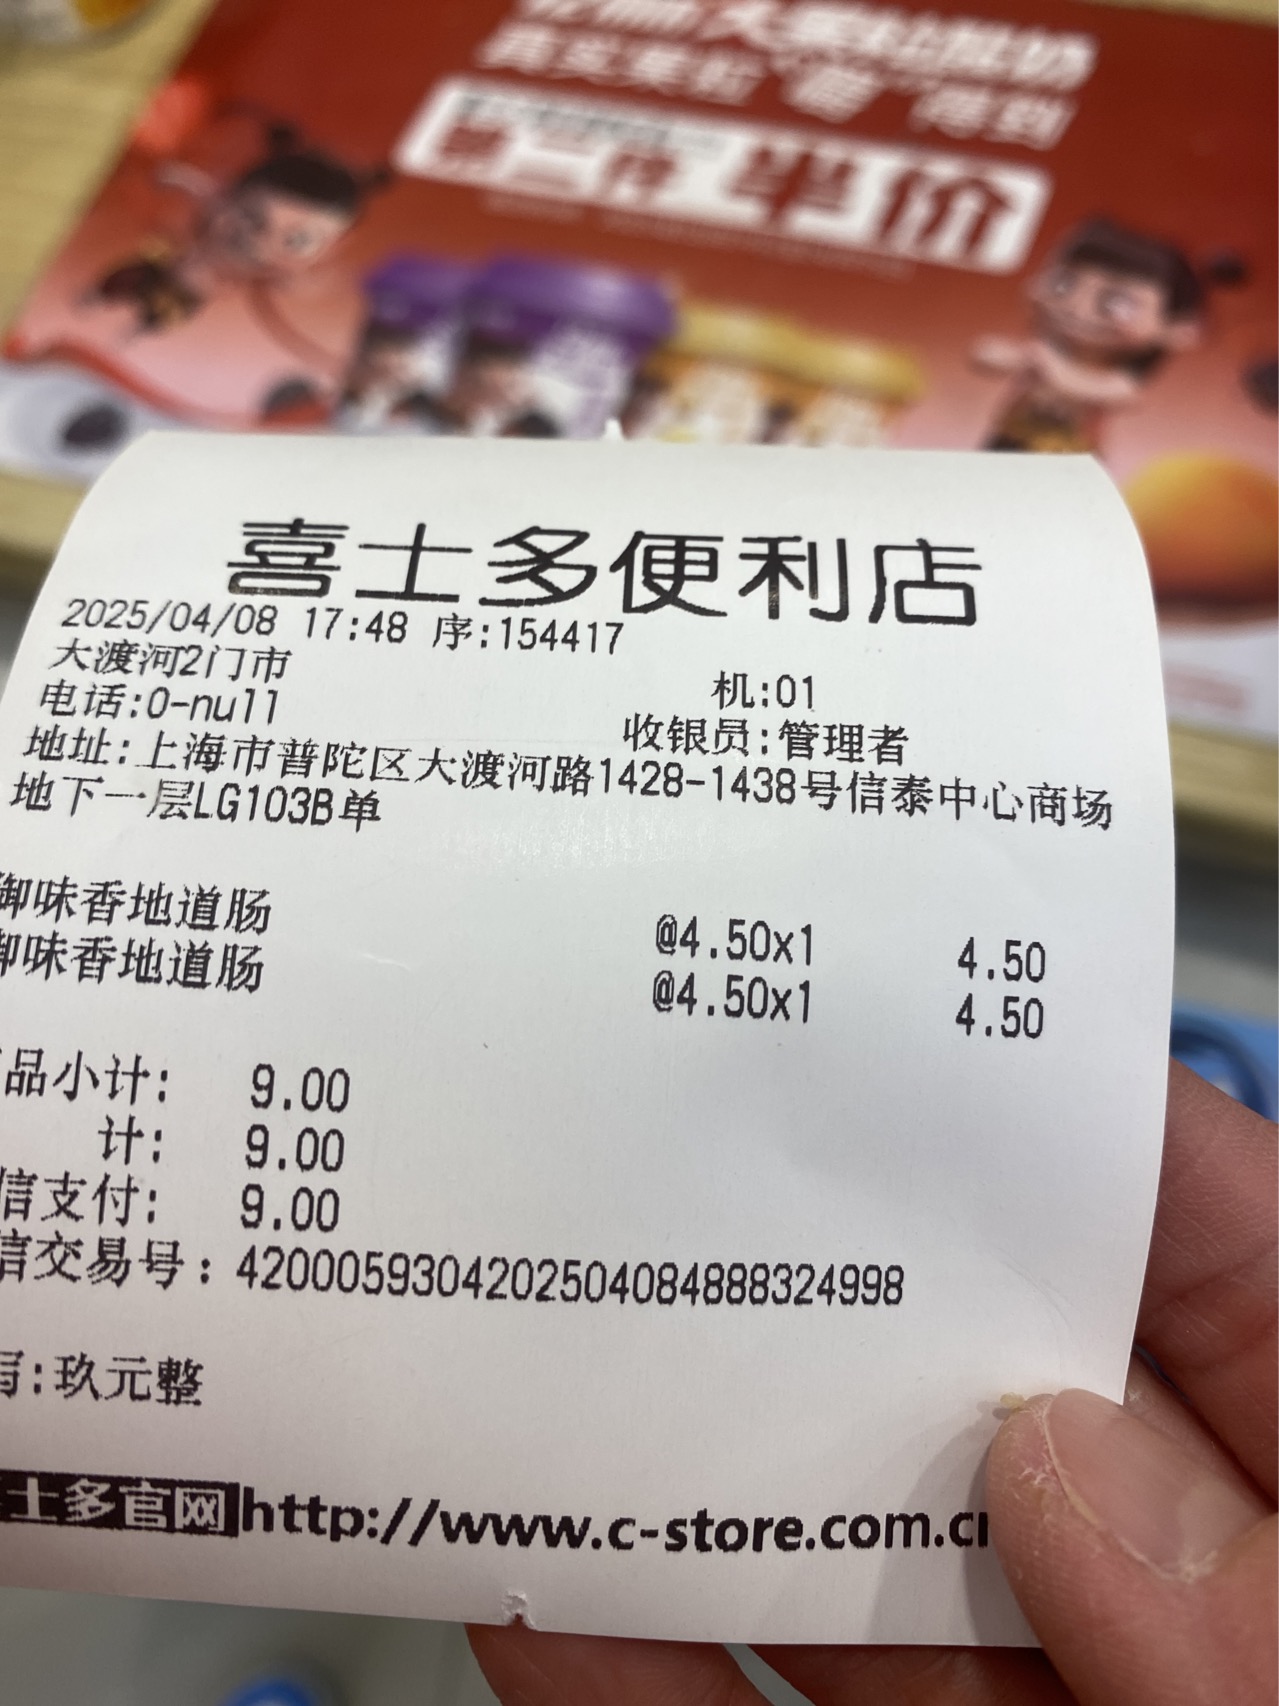 第二件
价
喜士多便利店
2025/04/08 17:48 序:154417
大渡河2门市 机:01
电话:0-null 收银员:管理者
地址:上海市普陀区大渡河路1428-1438号信泰中心商场
地下一层LG103B单
御味香地道肠 @4.50x1 4.50
御味香地道肠 @4.50x1 4.50
品小计: 9.00
计: 9.00
信支付: 9.00
信交易号: 4200059304202504084888324998
写:玖元整
士多官网http://www.c-store.com.cn